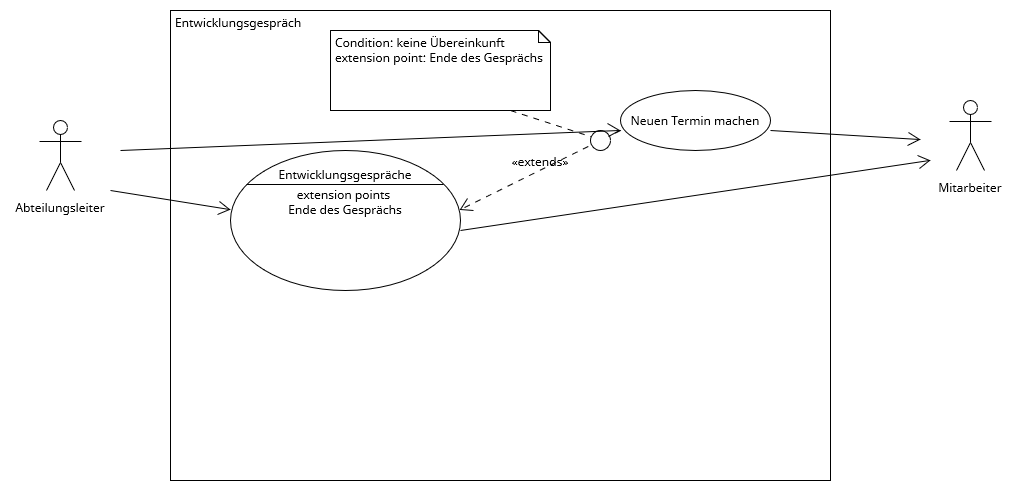 Entwicklungsgespräch
Condition: keine Übereinkunft
extension point: Ende des Gesprächs
Neuen Termin machen
«extends»
Entwicklungsgespräche
extension points
Ende des Gesprächs
Abteilungsleiter
Mitarbeiter